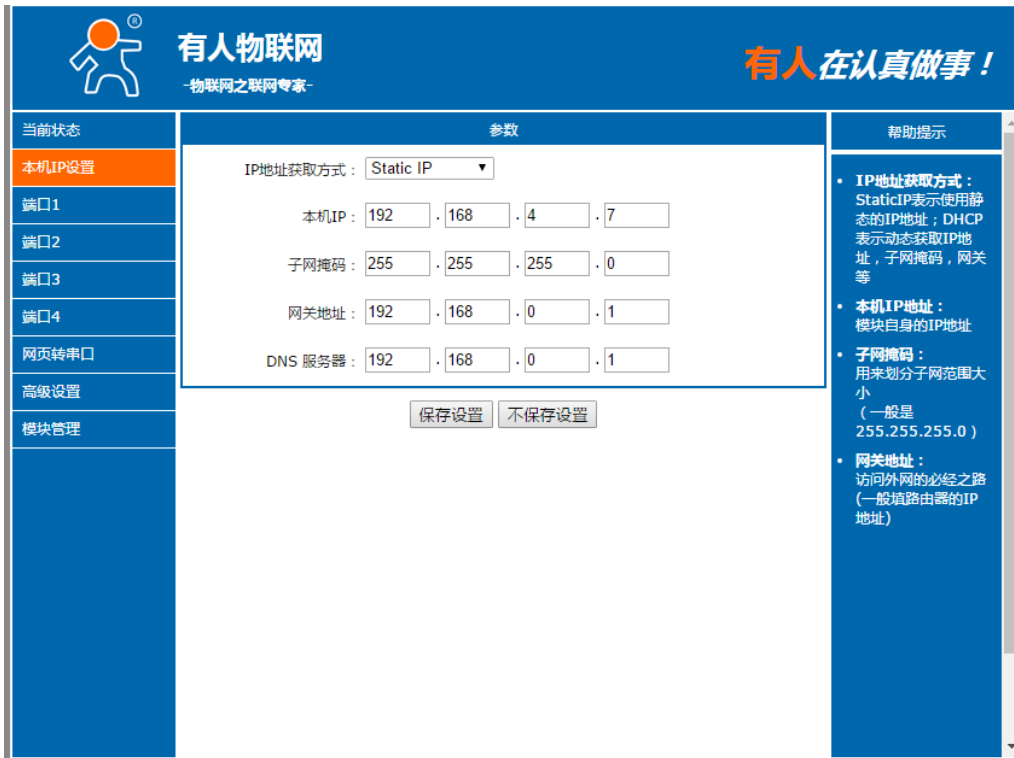 ®
有人物联网
-物联网之联网专家-
有人在认真做事！
当前状态
本机IP设置
端口1
端口2
端口3
端口4
网页转串口
高级设置
模块管理
参数
IP地址获取方式： Static IP ▼
本机IP： 192 . 168 . 4 . 7
子网掩码： 255 . 255 . 255 . 0
网关地址： 192 . 168 . 0 . 1
DNS 服务器： 192 . 168 . 0 . 1
保存设置 不保存设置
帮助提示
• IP地址获取方式：
StaticIP表示使用静
态的IP地址；DHCP
表示动态获取IP地
址，子网掩码，网关
等
• 本机IP地址：
模块自身的IP地址
• 子网掩码：
用来划分子网范围大
小
（一般是
255.255.255.0）
• 网关地址：
访问外网的必经之路
(一般填路由器的IP
地址)